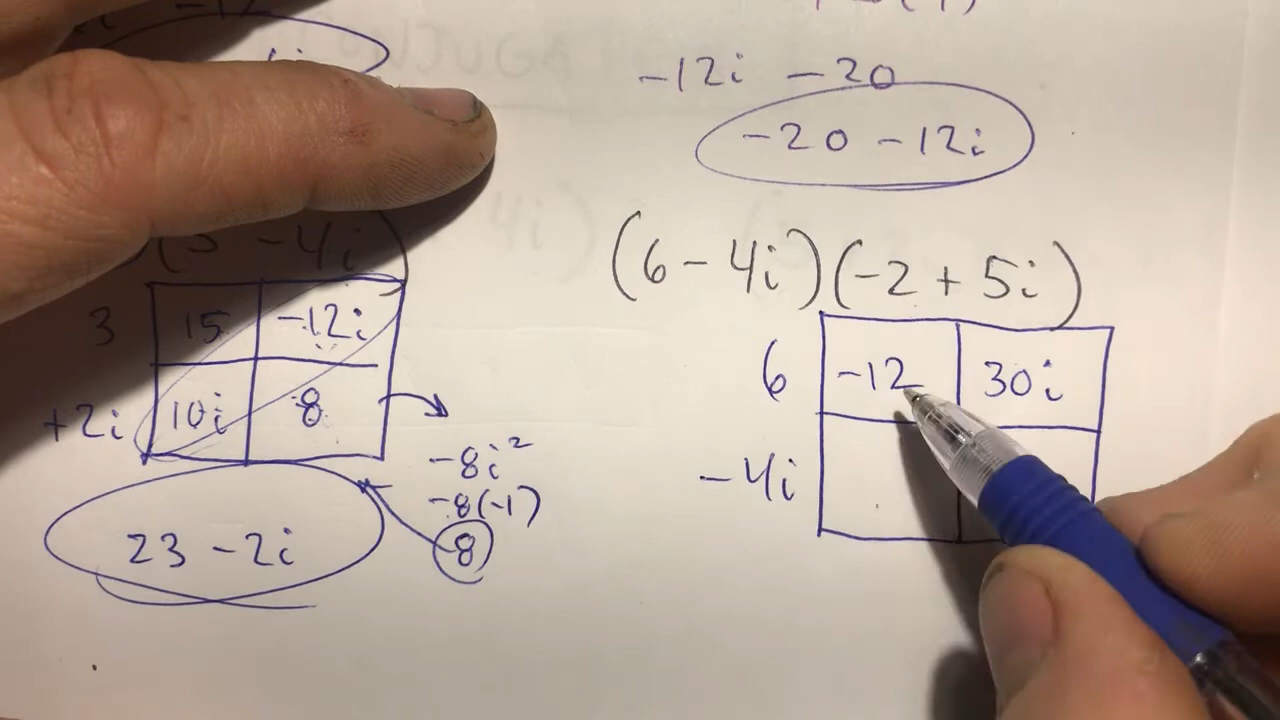 -12i -20
-20 -12i
(6-4i)(-2+5i)
6 -12 30i
-4i
-4i
3 15 -12i
+2i 10i 8
-8i²
-8(-1)
8
23 -2i